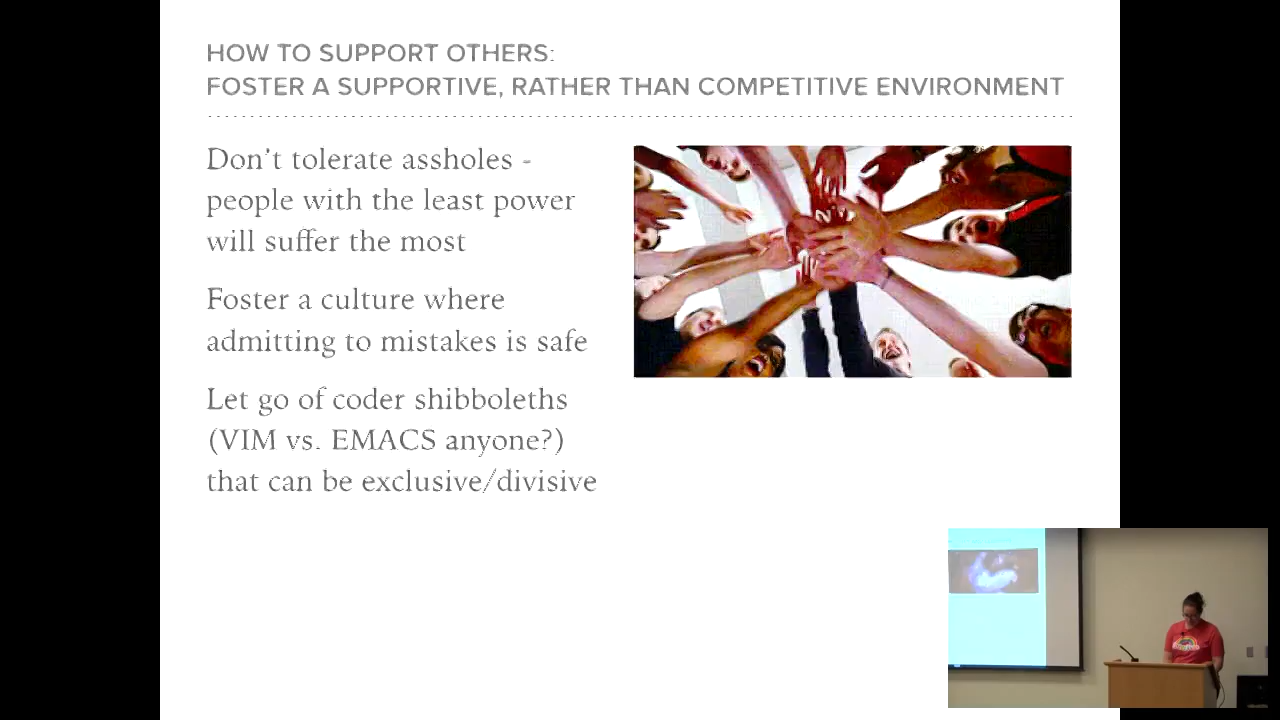 HOW TO SUPPORT OTHERS:
FOSTER A SUPPORTIVE, RATHER THAN COMPETITIVE ENVIRONMENT
Don't tolerate assholes -
people with the least power
will suffer the most
Foster a culture where
admitting to mistakes is safe
Let go of coder shibboleths
(VIM vs. EMACS anyone?)
that can be exclusive/divisive